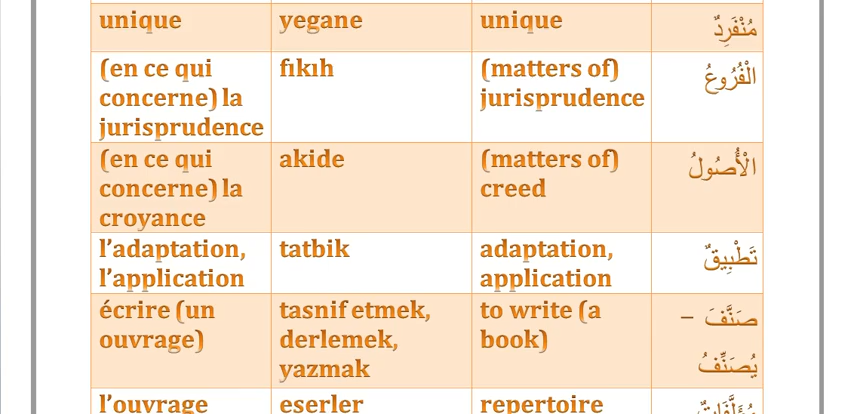 unique yegane unique مُنْفَرِدٌ
(en ce qui fıkıh (matters of) الْفُرُوعُ
concerne) la jurisprudence
jurisprudence
(en ce qui akide (matters of) الْأُصُولُ
concerne) la creed
croyance
l’adaptation, tatbik adaptation, تَطْبِيقٌ
l’application application
écrire (un tasnif etmek, to write (a صَنَّفَ –
ouvrage) derlemek, book)
yazmak يُصَنِّفُ
l’ouvrage eserler repertoire مُؤَلَّفَاتٌ